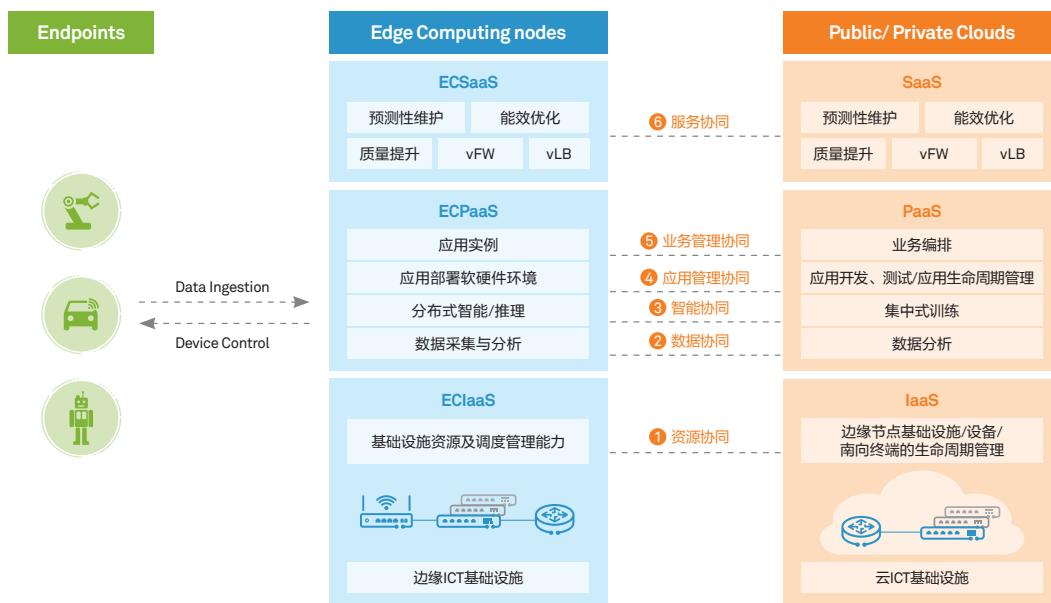 Endpoints
Edge Computing nodes
Public/ Private Clouds
ECSaaS
预测性维护
能效优化
质量提升
vFW
vLB
❻ 服务协同
SaaS
预测性维护
能效优化
质量提升
vFW
vLB
Data Ingestion
Device Control
ECPaaS
应用实例
应用部署软硬件环境
分布式智能/推理
数据采集与分析
❺ 业务管理协同
❹ 应用管理协同
❸ 智能协同
❷ 数据协同
PaaS
业务编排
应用开发、测试/应用生命周期管理
集中式训练
数据分析
ECIaaS
基础设施资源及调度管理能力
边缘ICT基础设施
❶ 资源协同
IaaS
边缘节点基础设施/设备/
南向终端的生命周期管理
云ICT基础设施